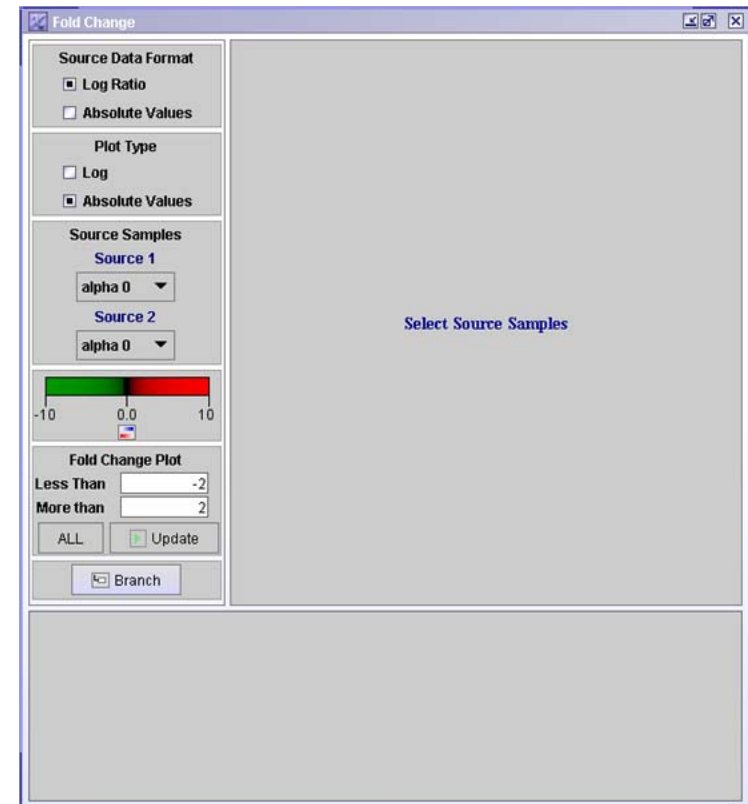 Fold Change
Source Data Format
Log Ratio
Absolute Values
Plot Type
Log
Absolute Values
Source Samples
Source 1
alpha 0
Source 2
alpha 0
-10 0.0 10
Fold Change Plot
Less Than -2
More than 2
ALL Update
Branch
Select Source Samples